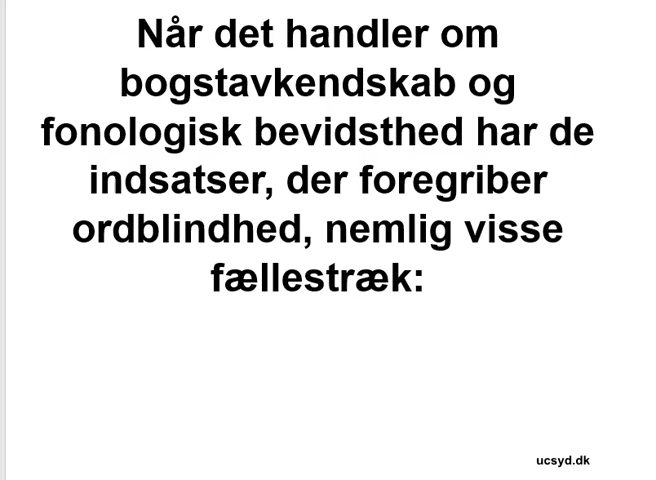 Når det handler om
bogstavkendskab og
fonologisk bevidsthed har de
indsatser, der foregriber
ordblindhed, nemlig visse
fællestræk:
ucsyd.dk